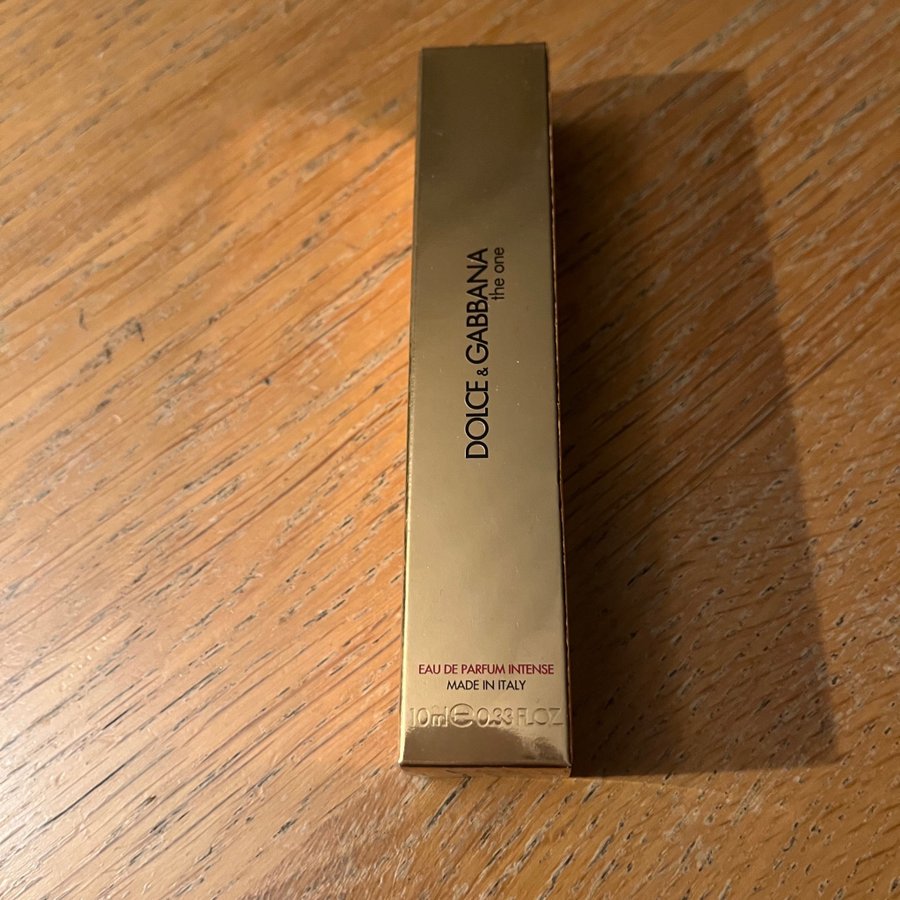 DOLCE & GABBANA
the one
EAU DE PARFUM INTENSE
MADE IN ITALY
10ml ℮ 0.33 FL.OZ